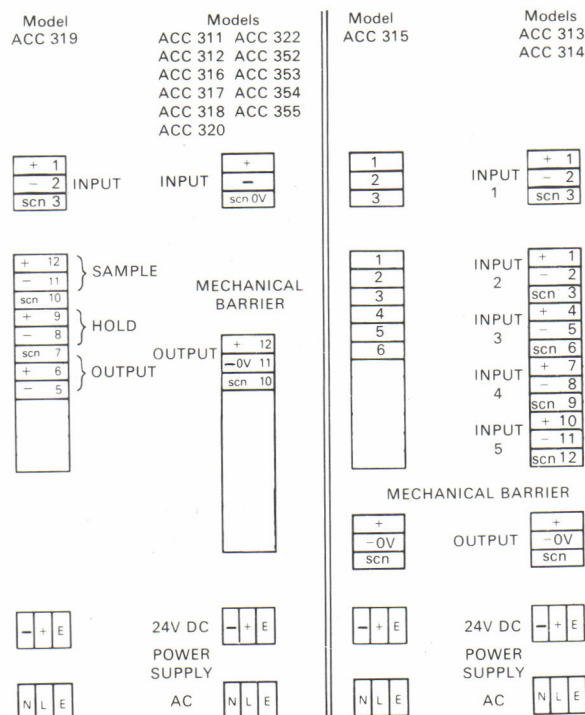 Model
ACC 319
Models
ACC 311 ACC 322
ACC 312 ACC 352
ACC 316 ACC 353
ACC 317 ACC 354
ACC 318 ACC 355
ACC 320
+ 1
− 2 INPUT
scn 3
INPUT
+
−
scn 0V
+ 12
− 11
SAMPLE
scn 10
+ 9
− 8
HOLD
scn 7
+ 6
− 5
OUTPUT
MECHANICAL
BARRIER
OUTPUT
+ 12
−0V 11
scn 10
− + E
24V DC
− + E
POWER
SUPPLY
N L E
AC
N L E
Model
ACC 315
Models
ACC 313
ACC 314
1
2
3
INPUT
1
+ 1
− 2
scn 3
1
2
3
4
5
6
INPUT
2
+ 1
− 2
scn 3
INPUT
3
+ 4
− 5
scn 6
INPUT
4
+ 7
− 8
scn 9
INPUT
5
+ 10
− 11
scn 12
MECHANICAL BARRIER
+
−0V
scn
OUTPUT
+
−0V
scn
− + E
24V DC
− + E
POWER
SUPPLY
N L E
AC
N L E